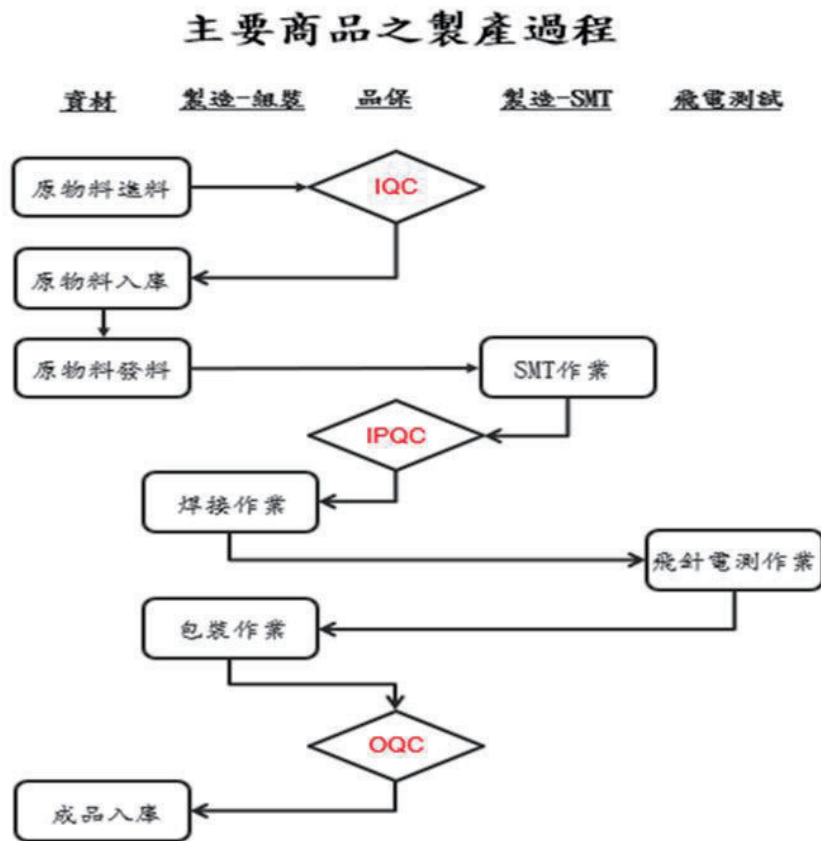 主要商品之製產過程
資材 製造-組裝 品保 製造-SMT 飛電測試
原物料進料 IQC
原物料入庫
原物料發料 SMT作業
IPQC
焊接作業
飛針電測作業
包裝作業
OQC
成品入庫